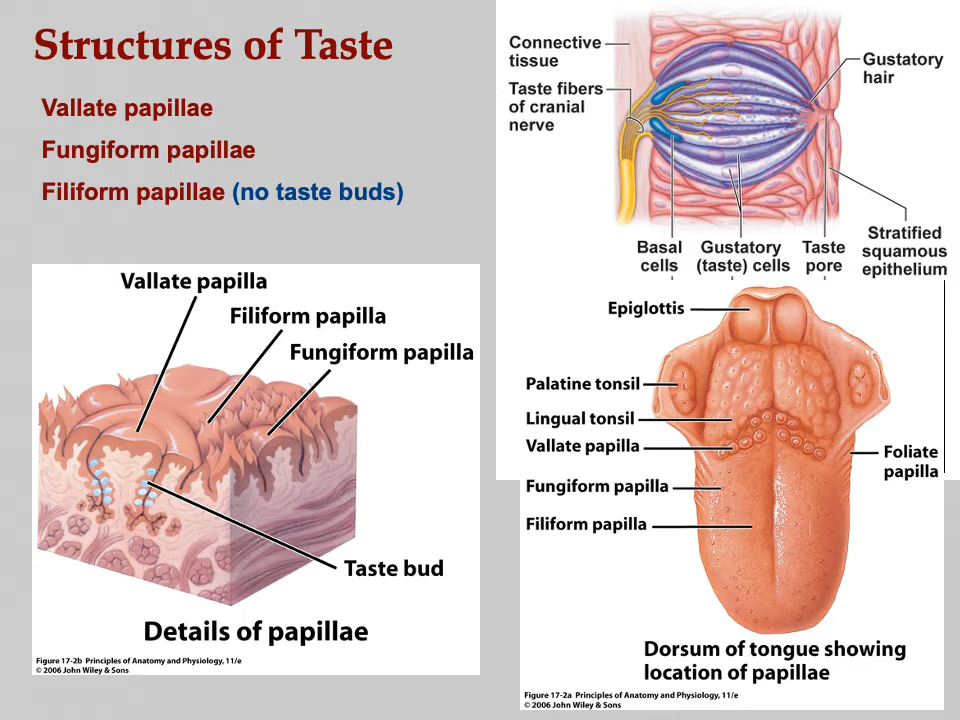 Structures of Taste
Vallate papillae
Fungiform papillae
Filiform papillae (no taste buds)
Connective
tissue
Taste fibers
of cranial
nerve
Gustatory
hair
Basal
cells
Gustatory
(taste) cells
Taste
pore
Stratified
squamous
epithelium
Vallate papilla
Filiform papilla
Fungiform papilla
Taste bud
Details of papillae
Figure 17-2b Principles of Anatomy and Physiology, 11/e
© 2006 John Wiley & Sons
Epiglottis
Palatine tonsil
Lingual tonsil
Vallate papilla
Fungiform papilla
Filiform papilla
Foliate
papilla
Dorsum of tongue showing
location of papillae
Figure 17-2a Principles of Anatomy and Physiology, 11/e
© 2006 John Wiley & Sons